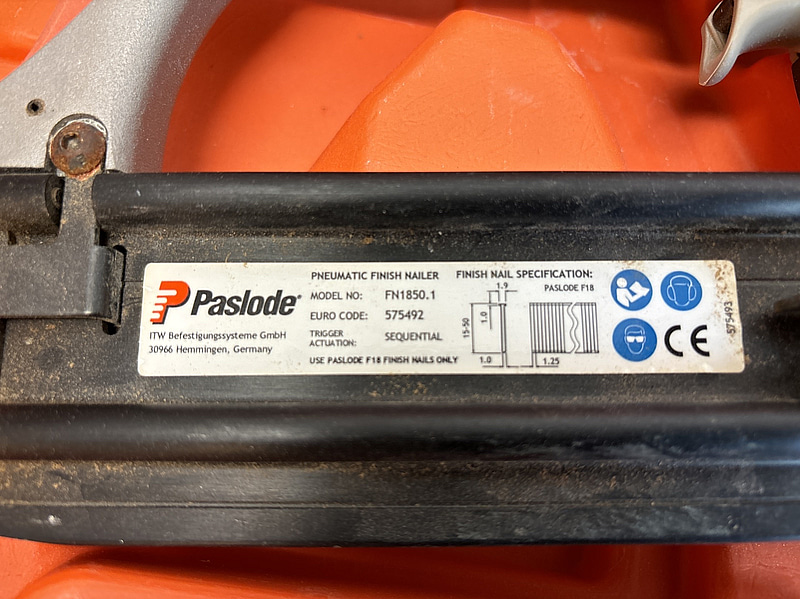 Paslode®
ITW Befestigungssysteme GmbH
30966 Hemmingen, Germany
PNEUMATIC FINISH NAILER
MODEL NO: FN1850.1
EURO CODE: 575492
TRIGGER ACTUATION: SEQUENTIAL
USE PASLODE F18 FINISH NAILS ONLY
FINISH NAIL SPECIFICATION:
PASLODE F18
1.9
15-50
1.0
1.0
1.25
CE
575493